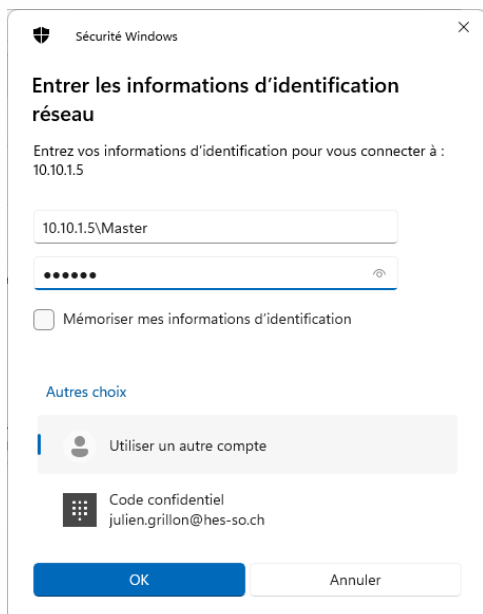 Sécurité Windows
Entrer les informations d’identification
réseau
Entrez vos informations d'identification pour vous connecter à :
10.10.1.5
10.10.1.5\Master
••••••
Mémoriser mes informations d'identification
Autres choix
Utiliser un autre compte
Code confidentiel
julien.grillon@hes-so.ch
OK
Annuler